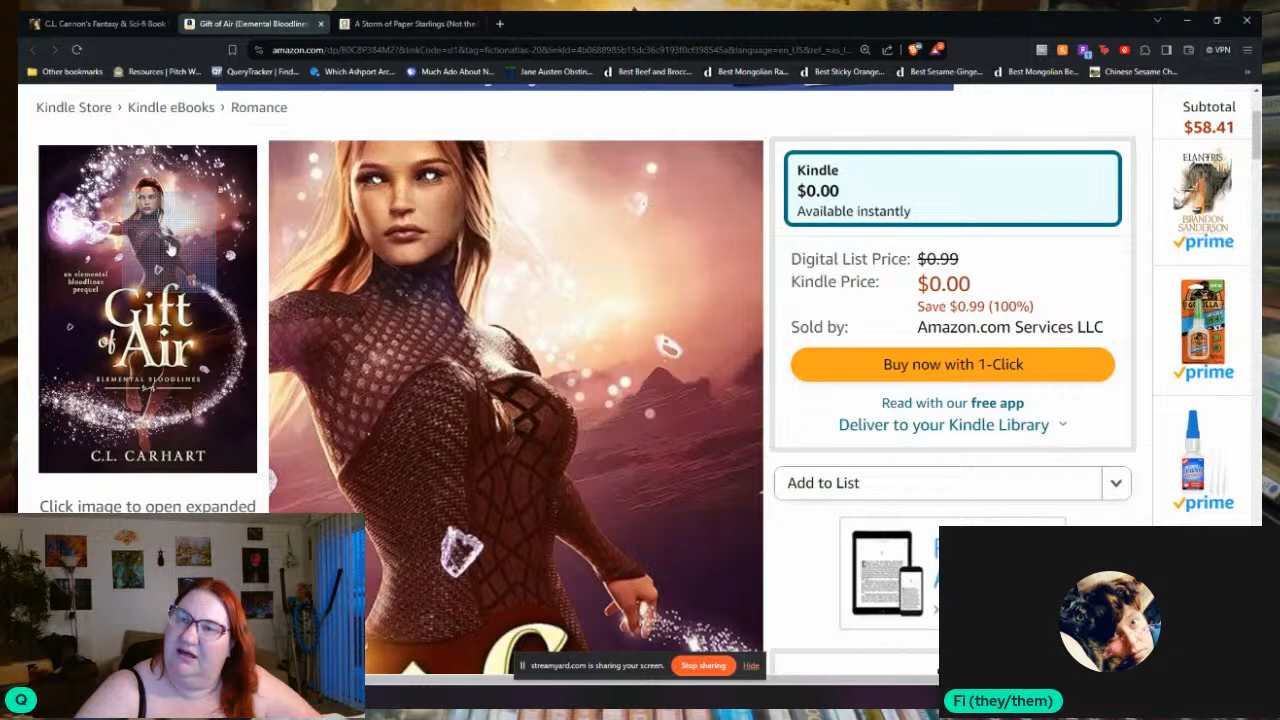 C.L. Cannon's Fantasy & Sci-fi Book
Gift of Air (Elemental Bloodlines
A Storm of Paper Starlings (Not the
VPN
Other bookmarks
Resources | Pitch W...
QueryTracker | Find...
Which Ashport Arc...
Much Ado About N...
Jane Austen Obstin...
Best Beef and Brocc...
Best Mongolian Ra...
Best Sticky Orange...
Best Sesame-Ginge...
Best Mongolian Be...
Chinese Sesame Ch...
Kindle Store › Kindle eBooks › Romance
an elemental
bloodlines
prequel
Gift
of Air
ELEMENTAL BLOODLINES
C.L. CARHART
Click image to open expanded
Kindle
$0.00
Available instantly
Digital List Price: $0.99
Kindle Price: $0.00
Save $0.99 (100%)
Sold by: Amazon.com Services LLC
Buy now with 1-Click
Read with our free app
Deliver to your Kindle Library
Add to List
Subtotal
$58.41
ELANTRIS
BRANDON
SANDERSON
prime
prime
prime
streamyard.com is sharing your screen.
Stop sharing
Hide
Q
Fi (they/them)